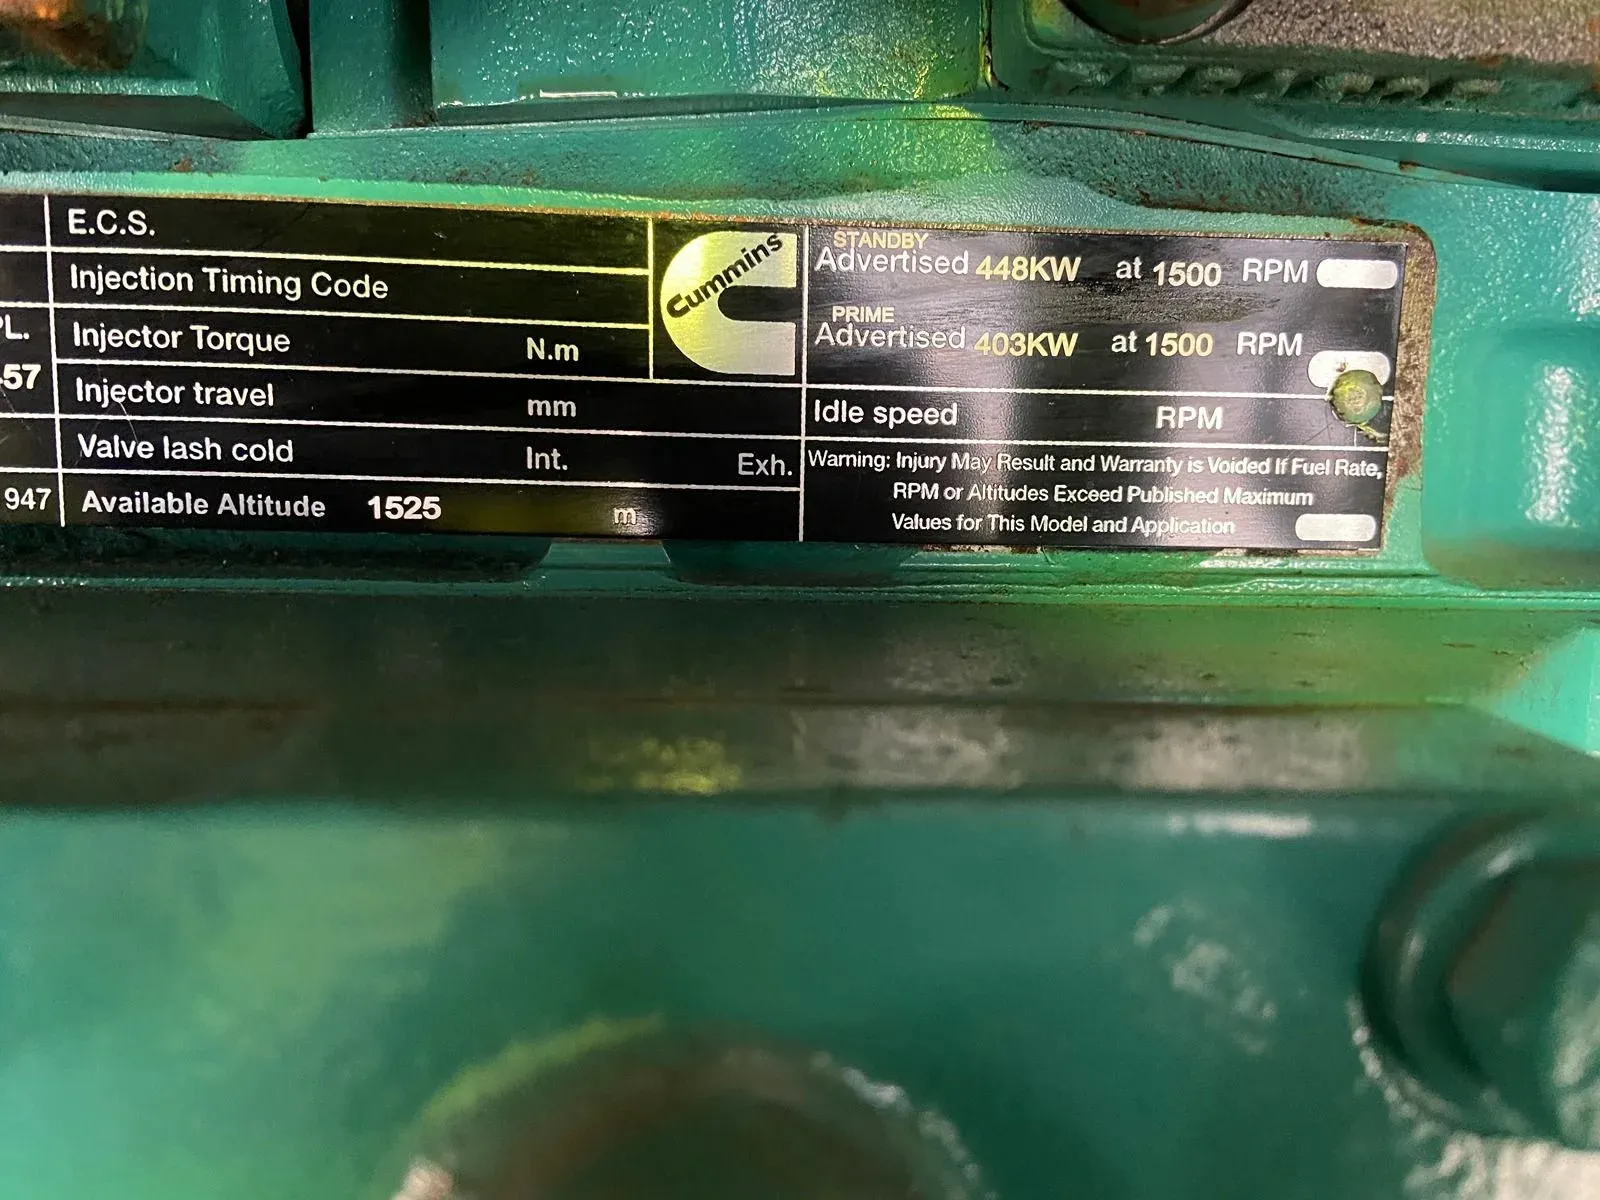 E.C.S.
Injection Timing Code
PL.
Injector Torque N.m
457
Injector travel mm
Valve lash cold Int. Exh.
947
Available Altitude 1525 m
Cummins
STANDBY
Advertised 448KW at 1500 RPM
PRIME
Advertised 403KW at 1500 RPM
Idle speed RPM
Warning: Injury May Result and Warranty is Voided If Fuel Rate,
RPM or Altitudes Exceed Published Maximum
Values for This Model and Application